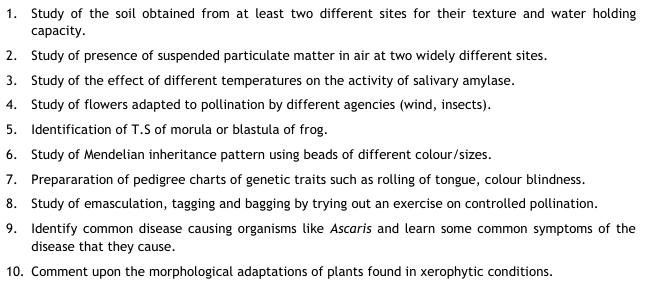 1. Study of the soil obtained from at least two different sites for their texture and water holding
capacity.
2. Study of presence of suspended particulate matter in air at two widely different sites.
3. Study of the effect of different temperatures on the activity of salivary amylase.
4. Study of flowers adapted to pollination by different agencies (wind, insects).
5. Identification of T.S of morula or blastula of frog.
6. Study of Mendelian inheritance pattern using beads of different colour/sizes.
7. Prepararation of pedigree charts of genetic traits such as rolling of tongue, colour blindness.
8. Study of emasculation, tagging and bagging by trying out an exercise on controlled pollination.
9. Identify common disease causing organisms like Ascaris and learn some common symptoms of the
disease that they cause.
10. Comment upon the morphological adaptations of plants found in xerophytic conditions.